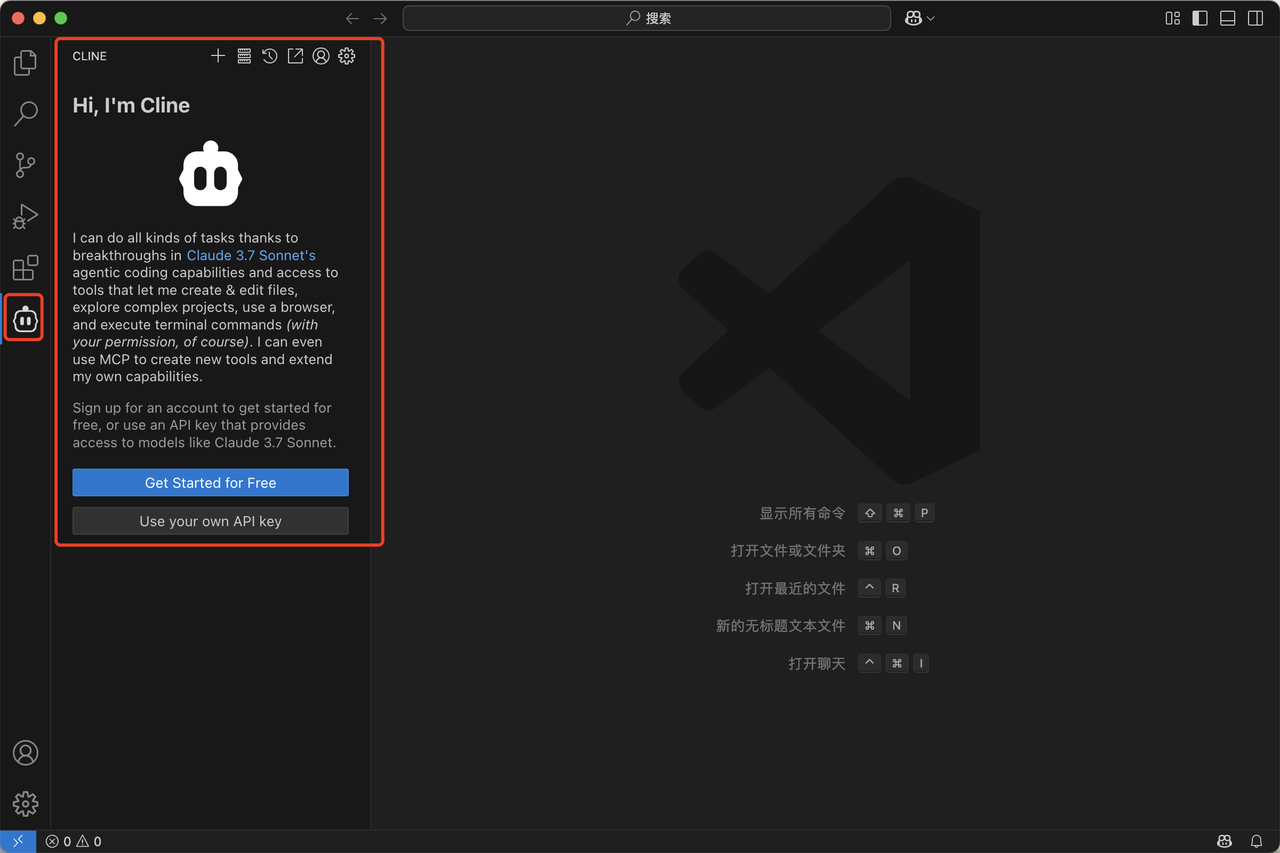 搜索
CLINE
Hi, I'm Cline
I can do all kinds of tasks thanks to
breakthroughs in Claude 3.7 Sonnet's
agentic coding capabilities and access to
tools that let me create & edit files,
explore complex projects, use a browser,
and execute terminal commands (with
your permission, of course). I can even
use MCP to create new tools and extend
my own capabilities.
Sign up for an account to get started for
free, or use an API key that provides
access to models like Claude 3.7 Sonnet.
Get Started for Free
Use your own API key
显示所有命令 ⇧ ⌘ P
打开文件或文件夹 ⌘ O
打开最近的文件 ^ R
新的无标题文本文件 ⌘ N
打开聊天 ^ ⌘ I
0 0